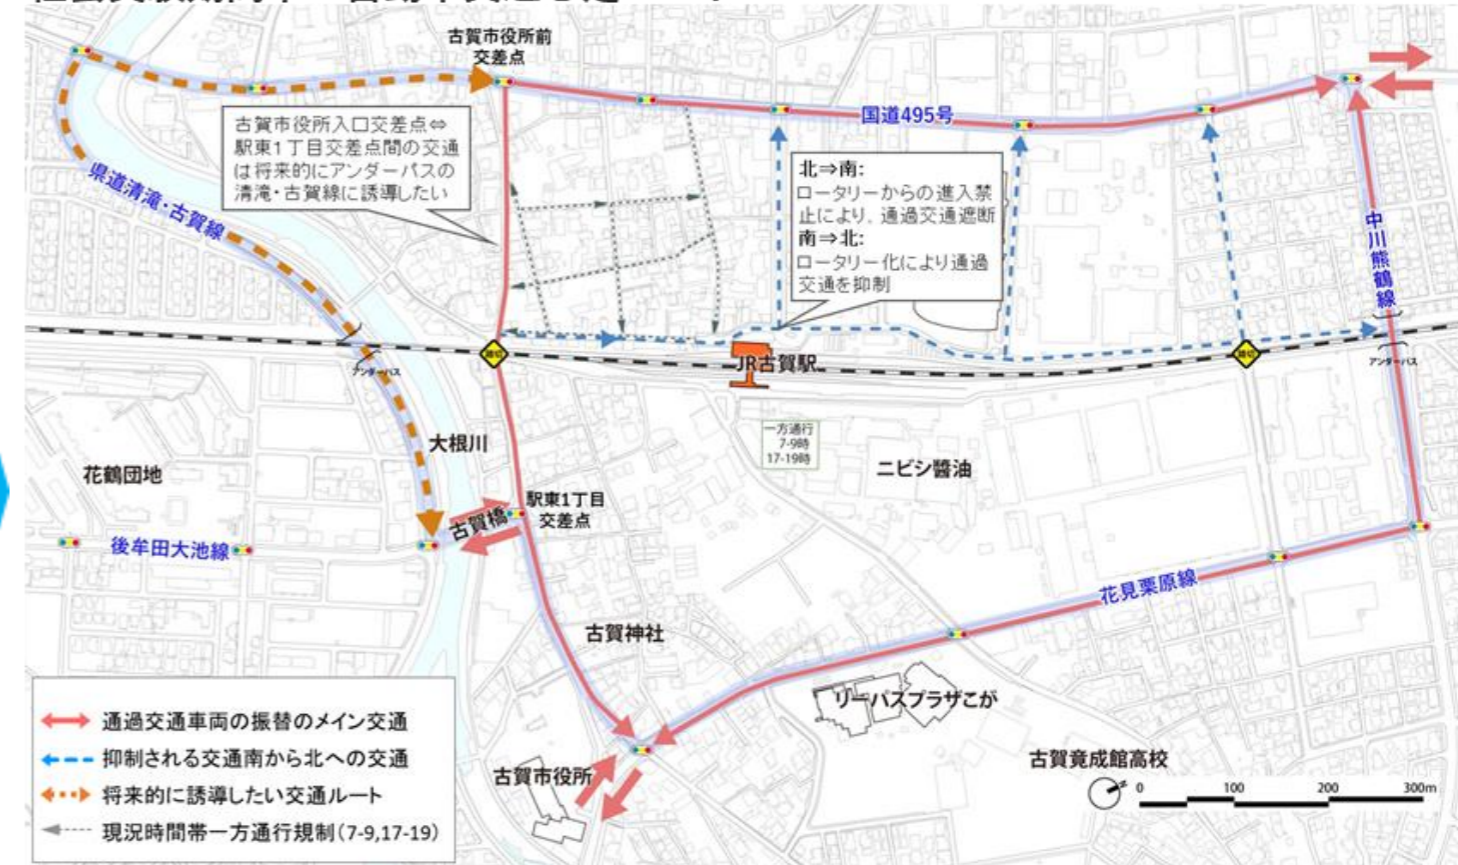 古賀市役所前
交差点
国道495号
古賀市役所入口交差点⇔
駅東1丁目交差点間の交通
は将来的にアンダーパスの
清滝・古賀線に誘導したい
北⇒南:
ロータリーからの進入禁
止により、通過交通遮断
南⇒北:
ロータリー化により通過
交通を抑制
県道清滝・古賀線
中川熊鶴線
踏切
踏切
JR古賀駅
アンダーパス
アンダーパス
一方通行
7-9時
17-19時
大根川
花鶴団地
ニビシ醬油
駅東1丁目
交差点
古賀橋
後牟田大池線
花見栗原線
古賀神社
リーパスプラザこが
古賀市役所
古賀竟成館高校
N
0 100 200 300m
通過交通車両の振替のメイン交通
抑制される交通南から北への交通
将来的に誘導したい交通ルート
現況時間帯一方通行規制(7-9,17-19)